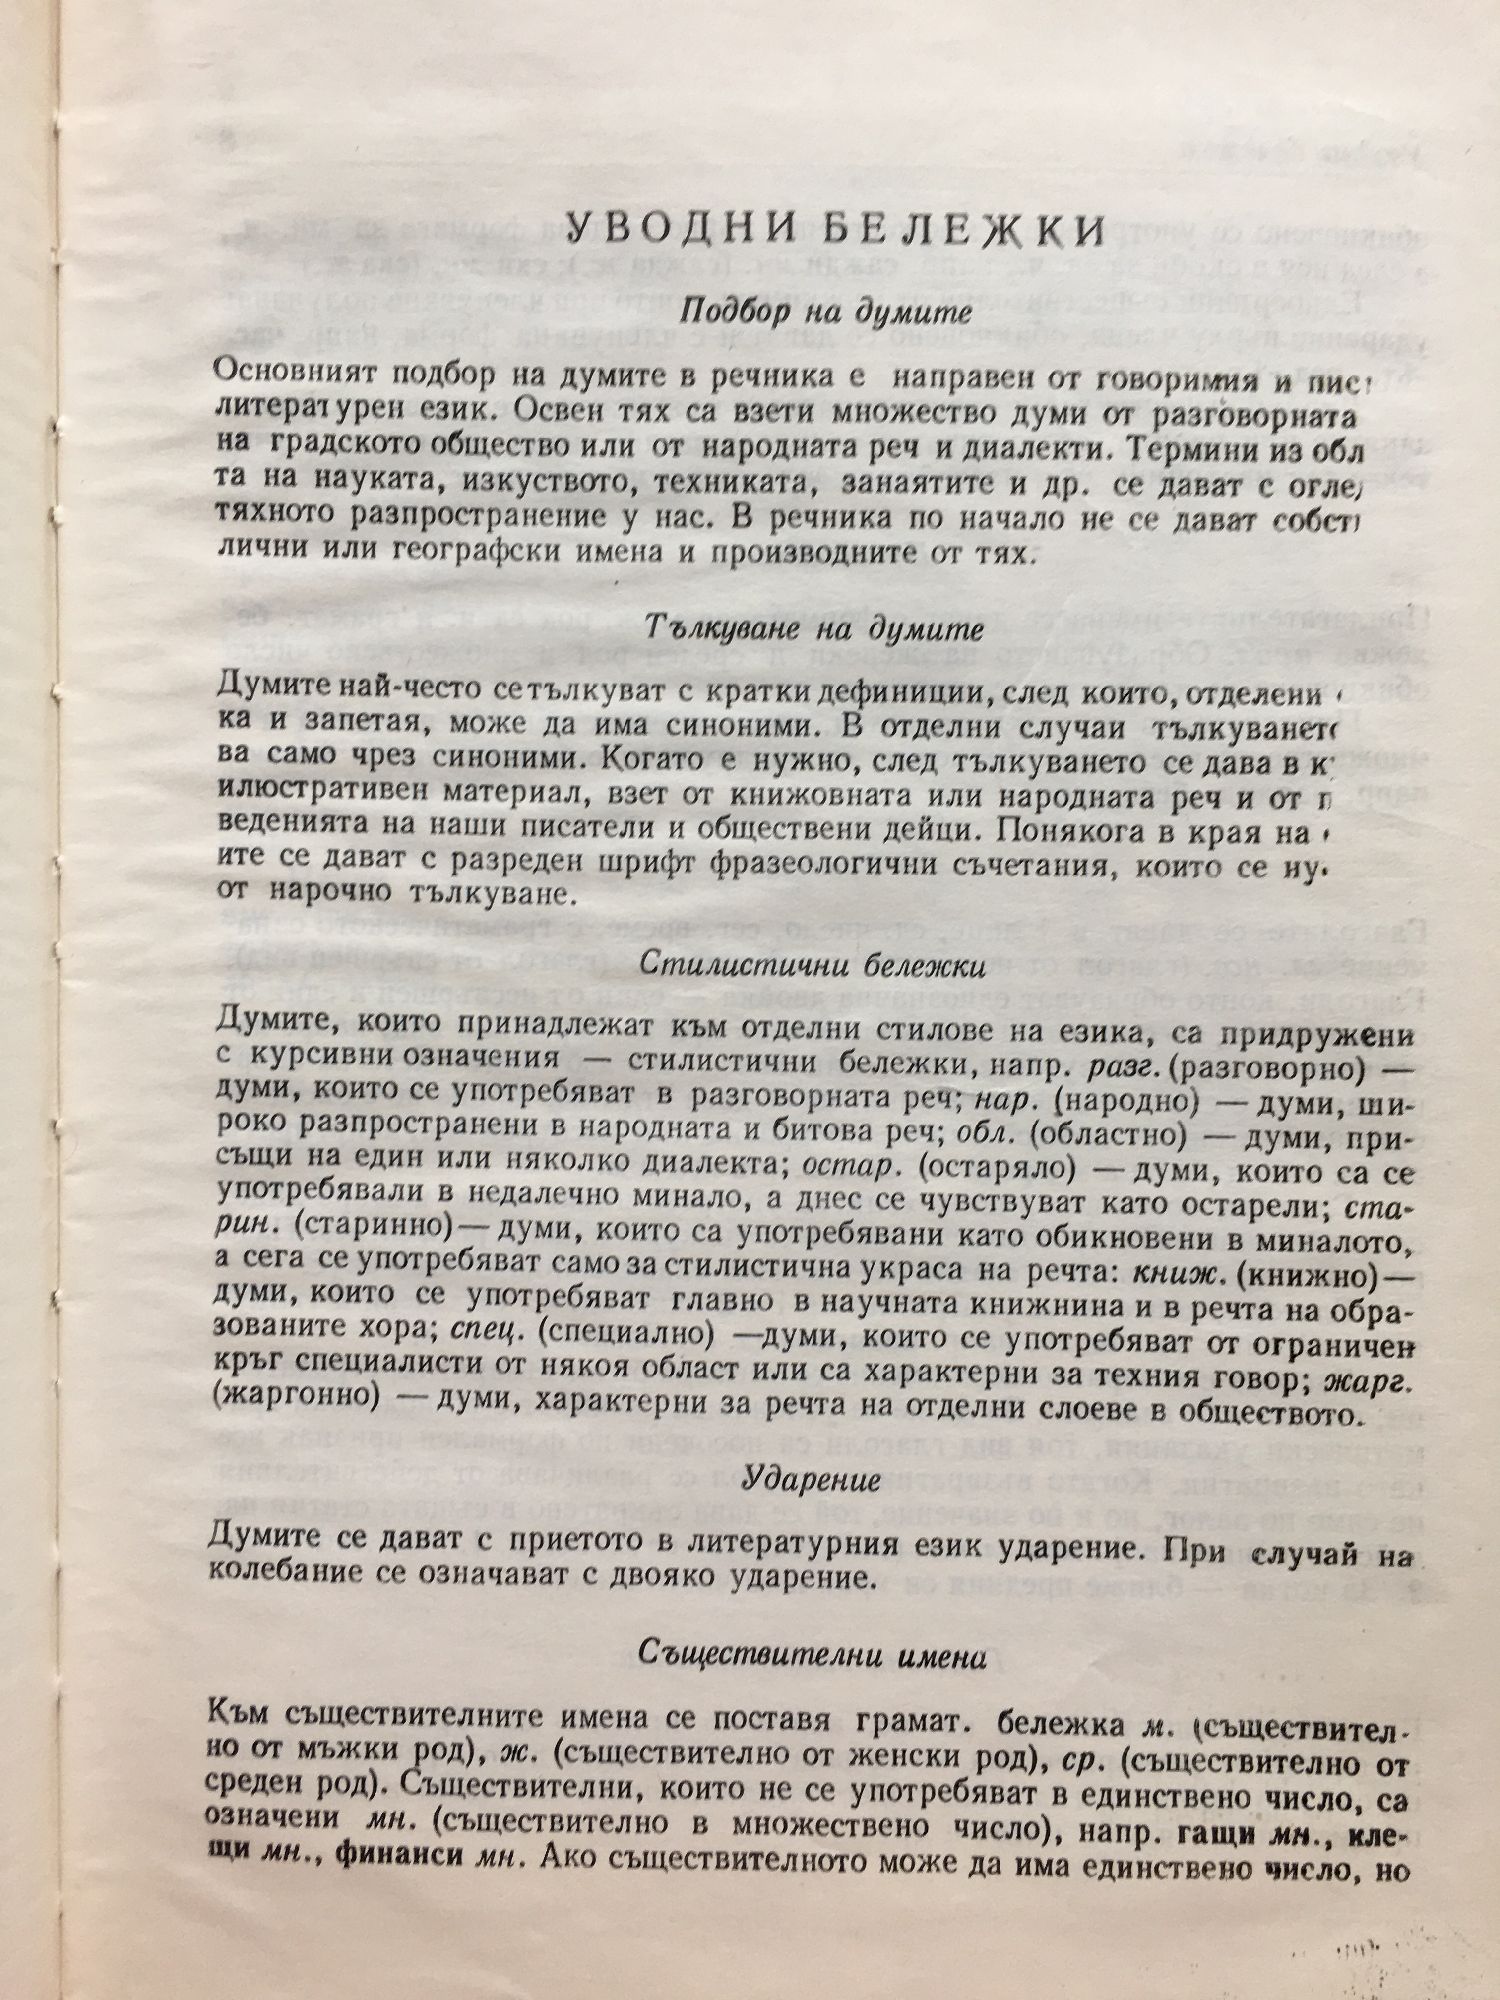 УВОДНИ БЕЛЕЖКИ
Подбор на думите
Основният подбор на думите в речника е направен от говоримия и
литературен език. Освен тях са взети множество думи от разговорната
на градското общество или от народната реч и диалекти. Термини из
та на науката, изкуството, техниката, занаятите и др. се дават с
тяхното разпространение у нас. В речника по начало не се дават
лични или географски имена и производните от тях.
Тълкуване на думите
Думите най-често се тълкуват с кратки дефиниции, след които, отделени
ка и запетая, може да има синоними. В отделни случаи
ва само чрез синоними. Когато е нужно, след тълкуването се дава в
илюстративен материал, взет от книжовната или народната реч и от
веденията на наши писатели и обществени дейци. Понякога в края на
ите се дават с разреден шрифт фразеологични съчетания, които се
от нарочно тълкуване.
Стилистични бележки
Думите, които принадлежат към отделни стилове на езика, са придружени
с курсивни означения — стилистични бележки, напр. разг. (разговорно) —
думи, които се употребяват в разговорната реч; нар. (народно) — думи, ши-
роко разпространени в народната и битова реч; обл. (областно) — думи, при-
същи на един или няколко диалекта; остар. (остаряло) — думи, които са се
употребявали в недалечно минало, а днес се чувствуват като остарели; ста-
рин. (старинно) — думи, които са употребявани като обикновени в миналото,
а сега се употребяват само за стилистична украса на речта: книж. (книжно) —
думи, които се употребяват главно в научната книжнина и в речта на обра-
зованите хора; спец. (специално) —думи, които се употребяват от ограничен
кръг специалисти от някоя област или са характерни за техния говор; жарг.
(жаргонно) — думи, характерни за речта на отделни слоеве в обществото.
Ударение
Думите се дават с приетото в литературния език ударение. При случай на
колебание се означават с двояко ударение.
Съществителни имена
Към съществителните имена се поставя грамат. бележка м. (съществител-
но от мъжки род), ж. (съществително от женски род), ср. (съществително от
среден род). Съществителни, които не се употребяват в единствено число, са
означени мн. (съществително в множествено число), напр. гащи мн., кле-
щи мн., финанси мн. Ако съществителното може да има единствено число, но